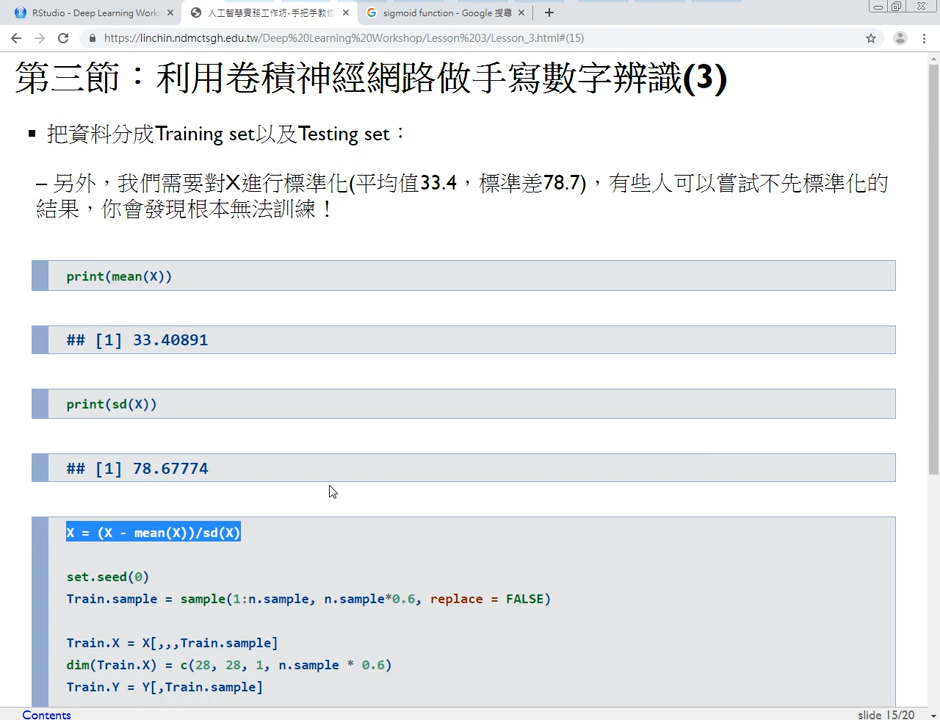 RStudio - Deep Learning Work
人工智慧實務工作坊-手把手教你
sigmoid function - Google 搜尋
https://linchin.ndmctsgh.edu.tw/Deep%20Learning%20Workshop/Lesson%203/Lesson_3.html#(15)
第三節：利用卷積神經網路做手寫數字辨識(3)
把資料分成Training set以及Testing set：
– 另外，我們需要對X進行標準化(平均值33.4，標準差78.7)，有些人可以嘗試不先標準化的
結果，你會發現根本無法訓練！
print(mean(X))
## [1] 33.40891
print(sd(X))
## [1] 78.67774
X = (X - mean(X))/sd(X)
set.seed(0)
Train.sample = sample(1:n.sample, n.sample*0.6, replace = FALSE)
Train.X = X[,,,Train.sample]
dim(Train.X) = c(28, 28, 1, n.sample * 0.6)
Train.Y = Y[,Train.sample]
Contents
slide 15/20